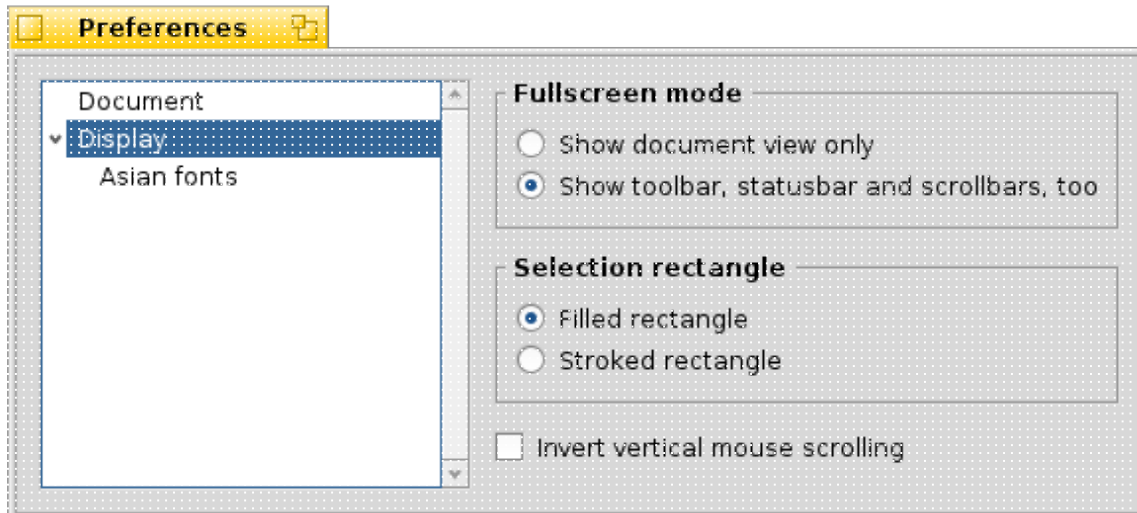 Preferences
Document
Display
Asian fonts
Fullscreen mode
Show document view only
Show toolbar, statusbar and scrollbars, too
Selection rectangle
Filled rectangle
Stroked rectangle
Invert vertical mouse scrolling